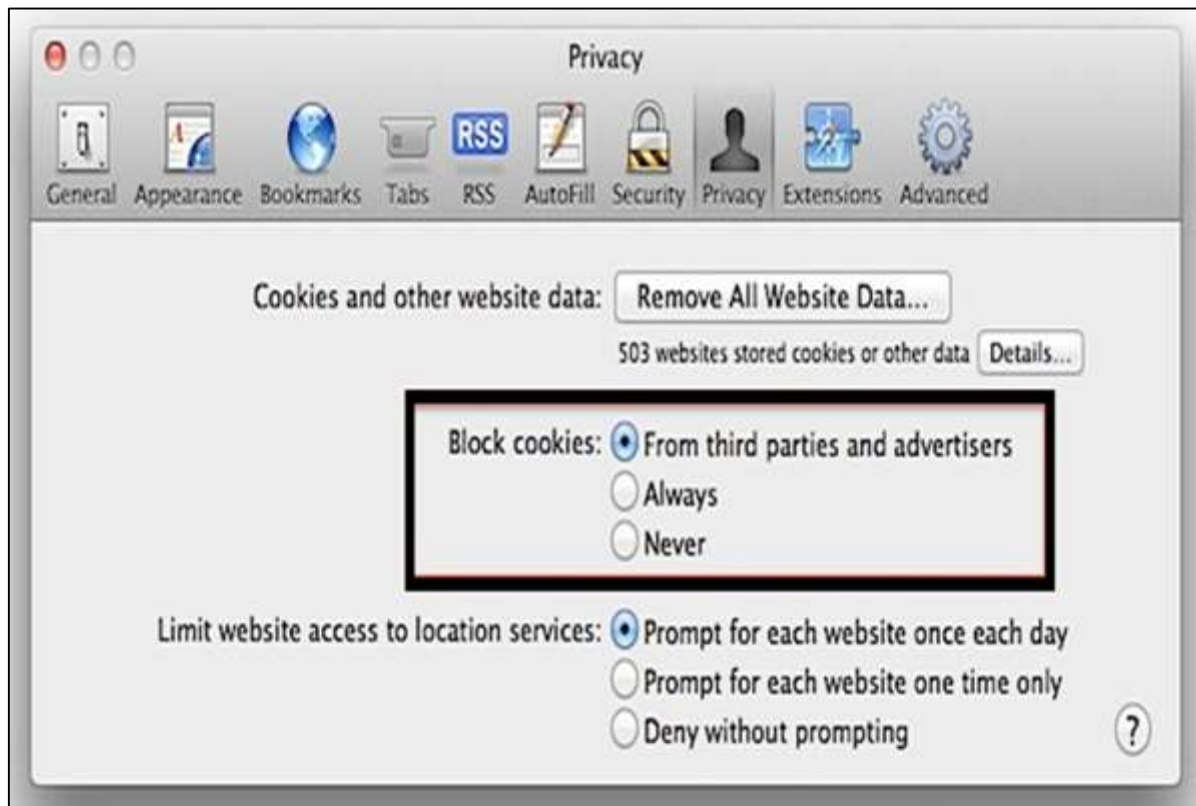 Privacy
General Appearance Bookmarks Tabs RSS AutoFill Security Privacy Extensions Advanced
RSS
Cookies and other website data: Remove All Website Data...
503 websites stored cookies or other data Details...
Block cookies: From third parties and advertisers
Always
Never
Limit website access to location services: Prompt for each website once each day
Prompt for each website one time only
Deny without prompting
?